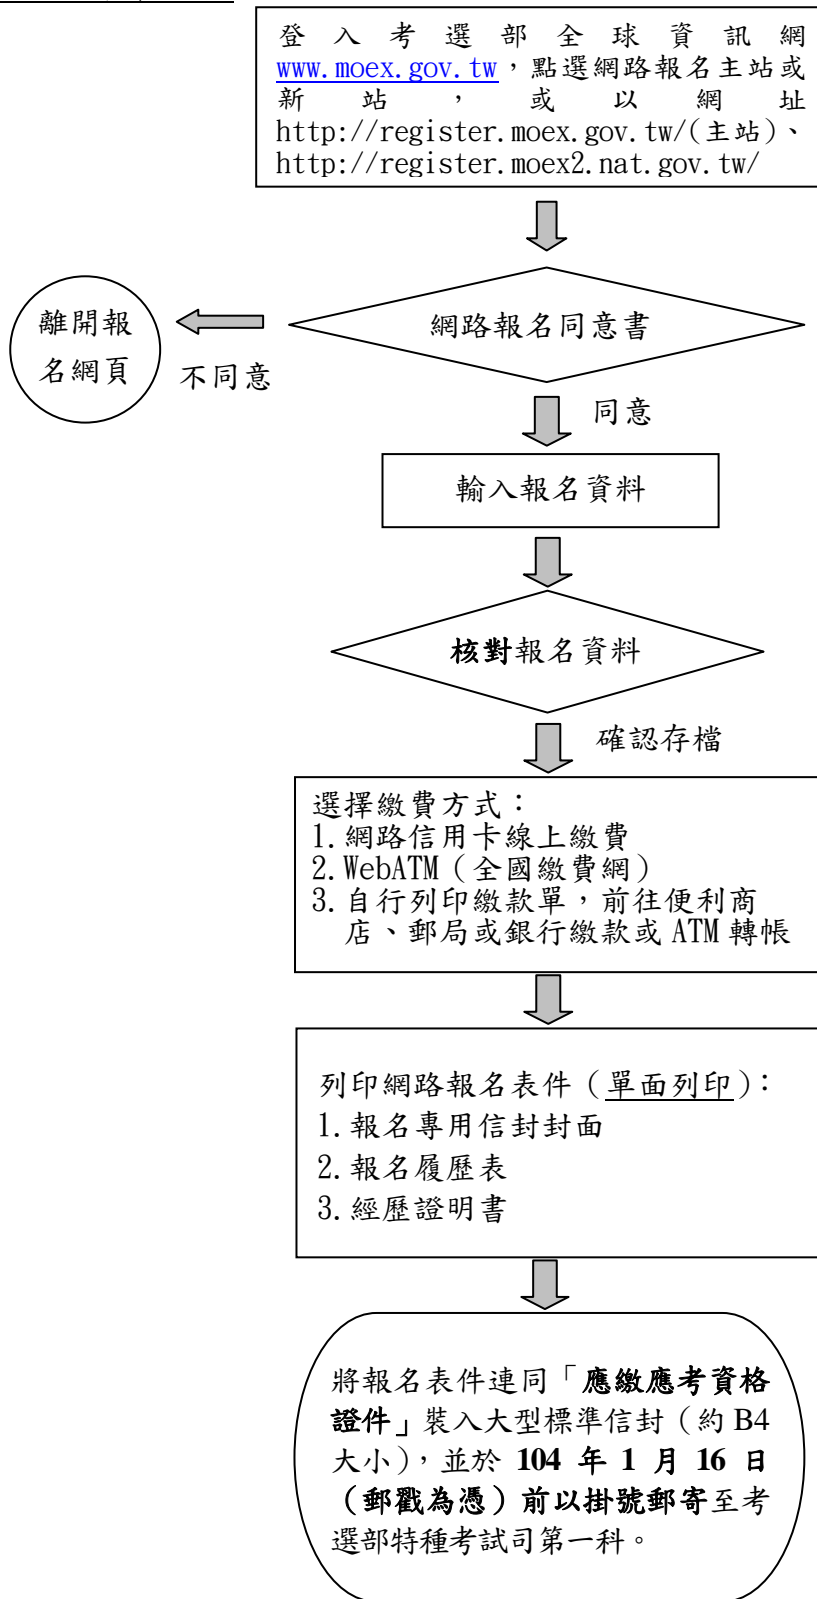 登入考選部全球資訊網
www.moex.gov.tw，點選網路報名主站或
新站，或以網址
http://register.moex.gov.tw/(主站)、
http://register.moex2.nat.gov.tw/
網路報名同意書
離開報
名網頁
不同意
同意
輸入報名資料
核對報名資料
確認存檔
選擇繳費方式：
1.網路信用卡線上繳費
2.WebATM（全國繳費網）
3.自行列印繳款單，前往便利商
店、郵局或銀行繳款或 ATM 轉帳
列印網路報名表件（單面列印）：
1.報名專用信封封面
2.報名履歷表
3.經歷證明書
將報名表件連同「應繳應考資格
證件」裝入大型標準信封（約 B4
大小），並於 104 年 1 月 16 日
（郵戳為憑）前以掛號郵寄至考
選部特種考試司第一科。